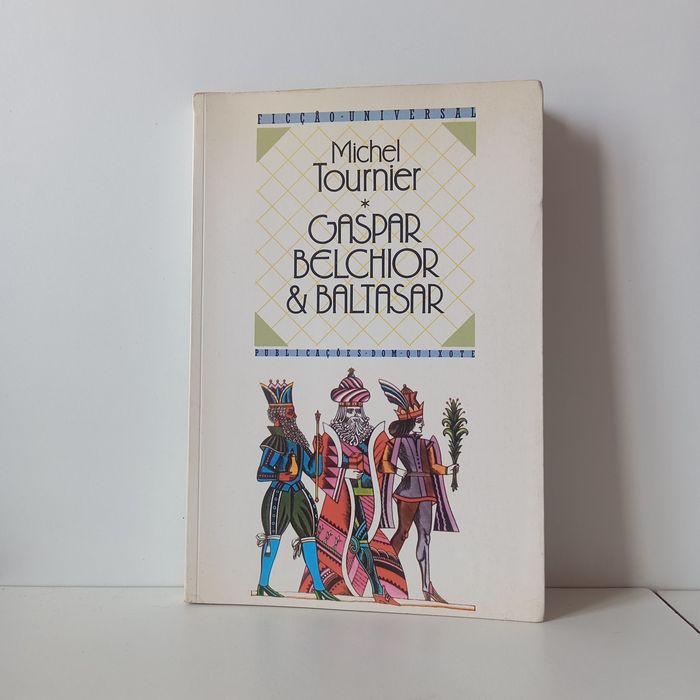 FICÇÃO·UNIVERSAL
Michel
Tournier
*
GASPAR
BELCHIOR
& BALTASAR
PUBLICAÇÕES·DOM·QUIXOTE